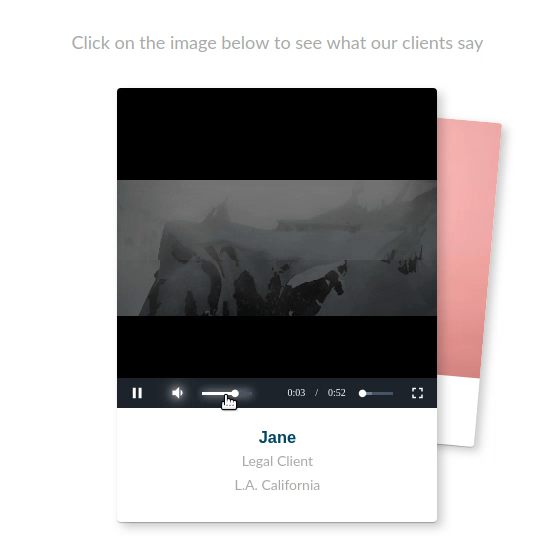 Click on the image below to see what our clients say
0:03 / 0:52
Jane
Legal Client
L.A. California